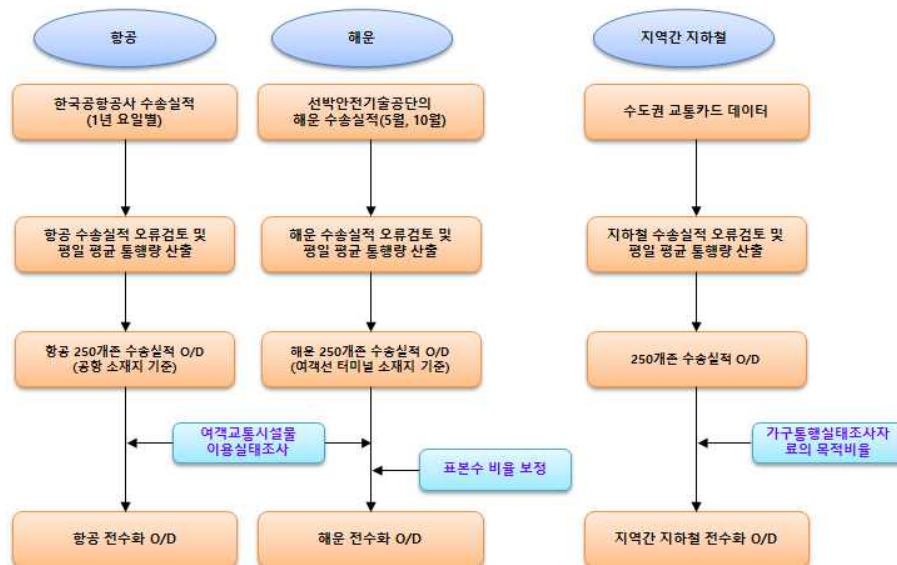 항공
해운
지역간 지하철
한국공항공사 수송실적
(1년 요일별)
선박안전기술공단의
해운 수송실적(5월, 10월)
수도권 교통카드 데이터
항공 수송실적 오류검토 및
평일 평균 통행량 산출
해운 수송실적 오류검토 및
평일 평균 통행량 산출
지하철 수송실적 오류검토 및
평일 평균 통행량 산출
항공 250개존 수송실적 O/D
(공항 소재지 기준)
해운 250개존 수송실적 O/D
(여객선 터미널 소재지 기준)
250개존 수송실적 O/D
여객교통시설물
이용실태조사
가구통행실태조사자
료의 목적비율
표본수 비율 보정
항공 전수화 O/D
해운 전수화 O/D
지역간 지하철 전수화 O/D